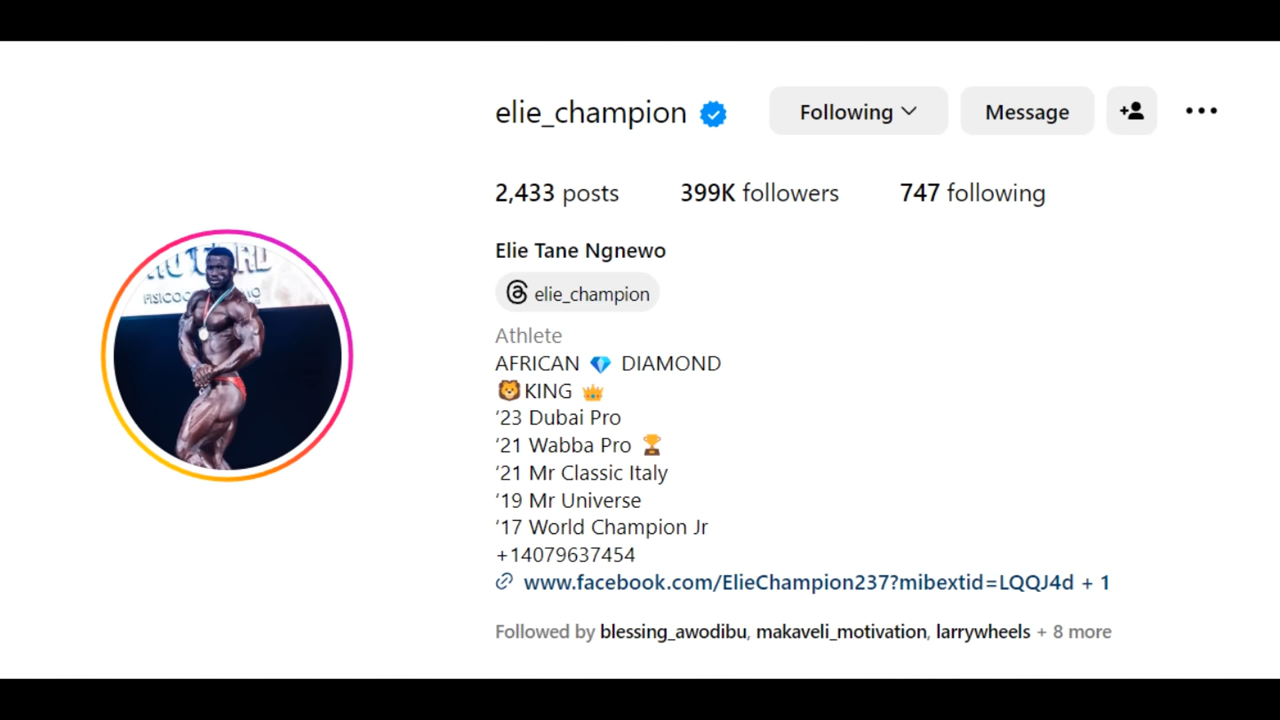 elie_champion
Following
Message
2,433 posts 399K followers 747 following
Elie Tane Ngnewo
elie_champion
Athlete
AFRICAN 💎 DIAMOND
🦁KING 👑
‘23 Dubai Pro
‘21 Wabba Pro 🏆
‘21 Mr Classic Italy
‘19 Mr Universe
‘17 World Champion Jr
+14079637454
www.facebook.com/ElieChampion237?mibextid=LQQJ4d + 1
Followed by blessing_awodibu, makaveli_motivation, larrywheels + 8 more